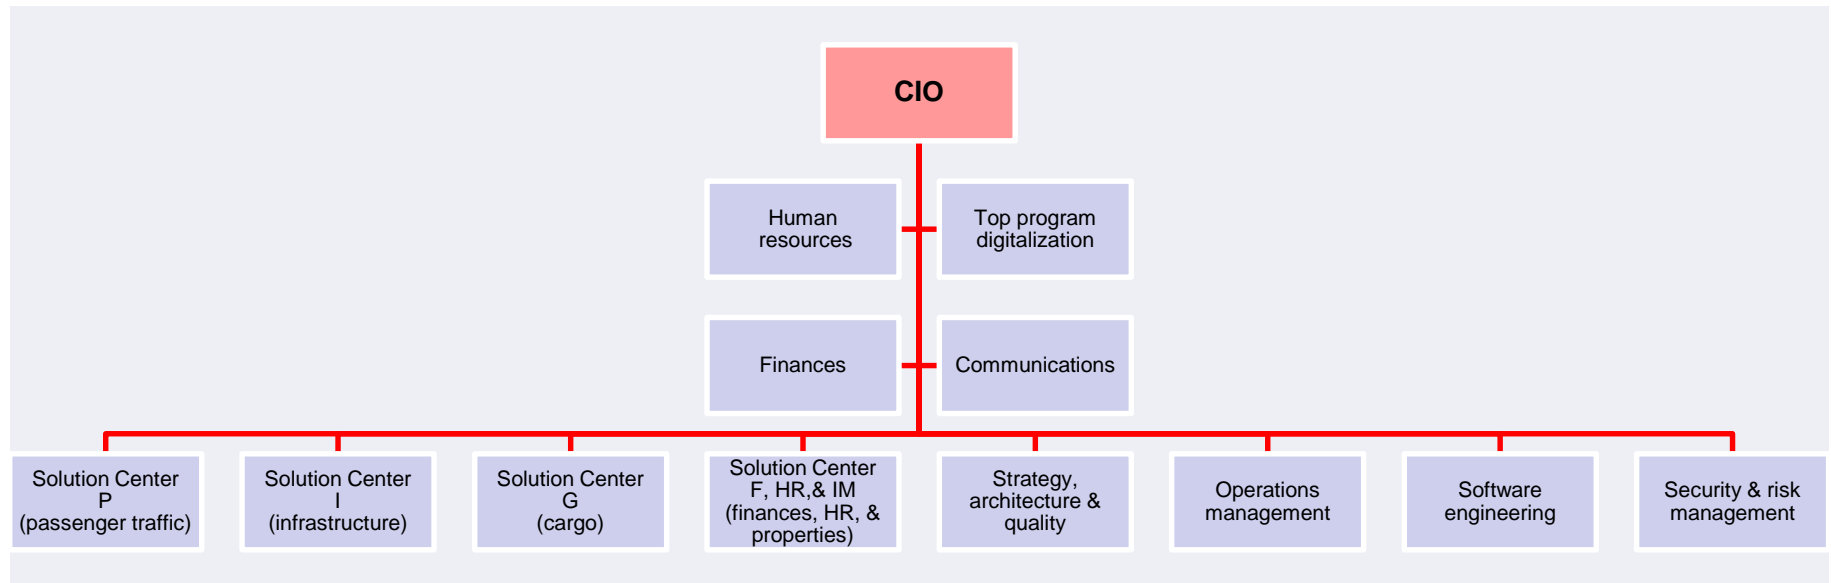 CIO
Human
resources
Top program
digitalization
Finances
Communications
Solution Center
P
(passenger traffic)
Solution Center
I
(infrastructure)
Solution Center
G
(cargo)
Solution Center
F, HR,& IM
(finances, HR, &
properties)
Strategy,
architecture &
quality
Operations
management
Software
engineering
Security & risk
management